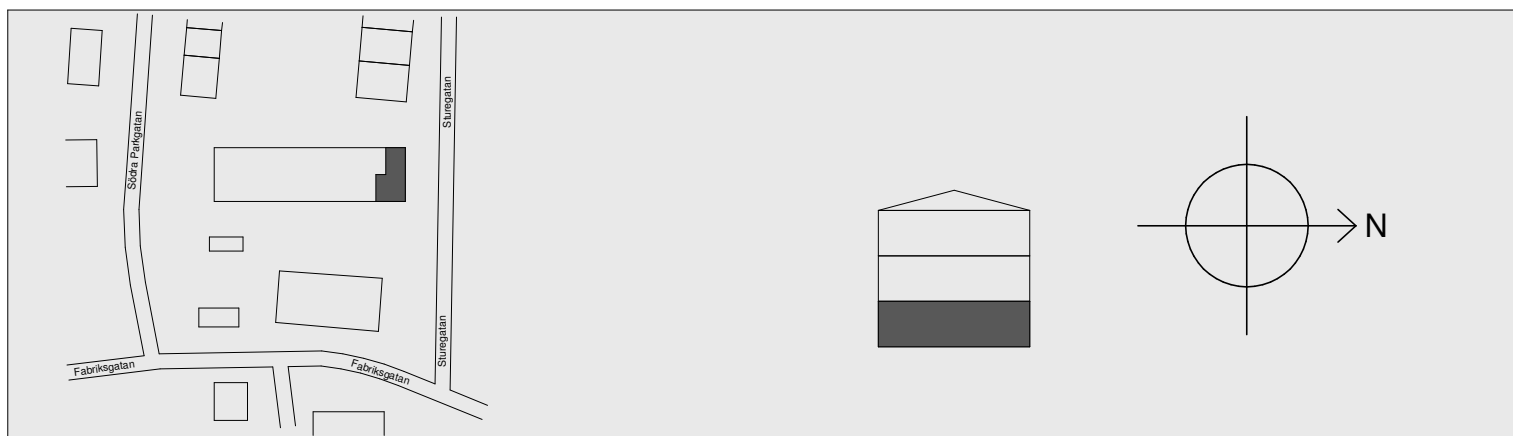 Södra Parkgatan
Sturegatan
Sturegatan
Fabriksgatan
Fabriksgatan
N